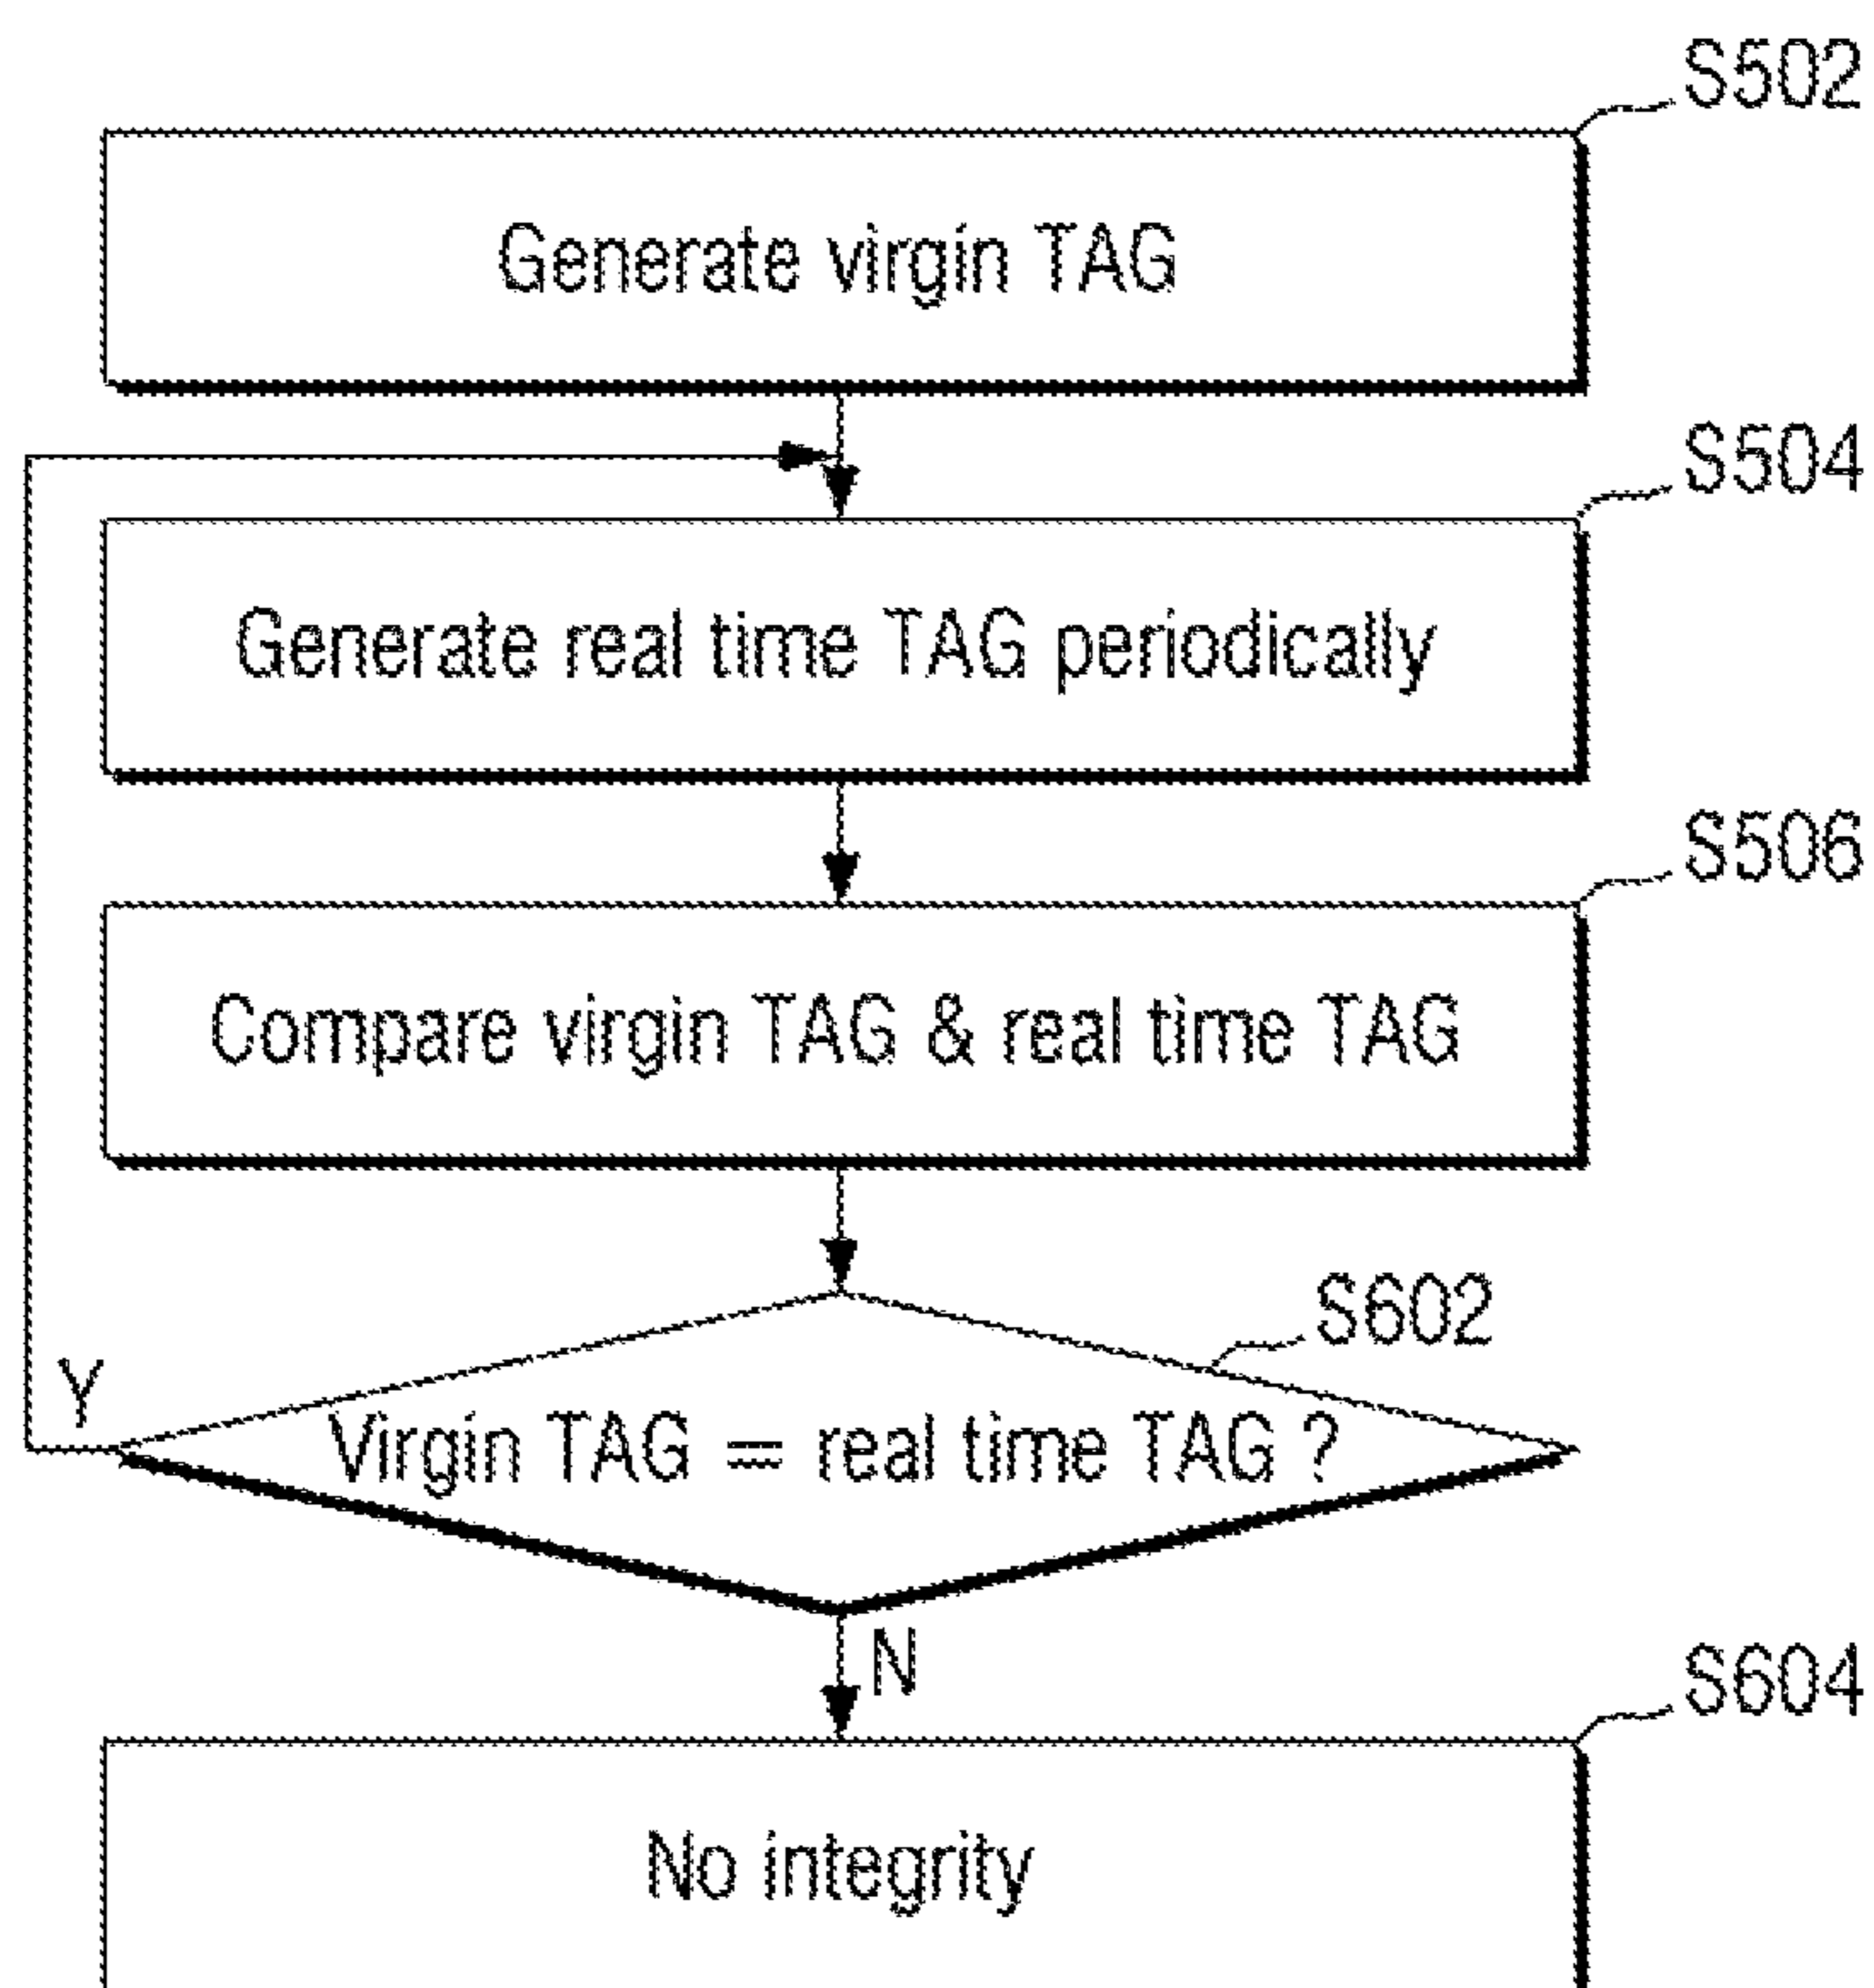 S502
Generate virgin TAG
S504
Generate real time TAG periodically
S506
Compare virgin TAG & real time TAG
S602
Y
Virgin TAG = real time TAG ?
N
S604
No integrity